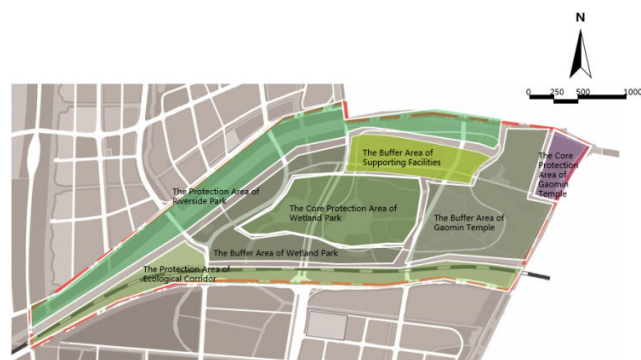 N
0 250 500 1000
The Buffer Area of
Supporting Facilities
The Core
Protection
Area of
Gaomin
Temple
The Protection Area of
Riverside Park
The Core Protection Area of
Wetland Park
The Buffer Area of
Gaomin Temple
The Buffer Area of Wetland Park
The Protection Area of
Ecological Corridor